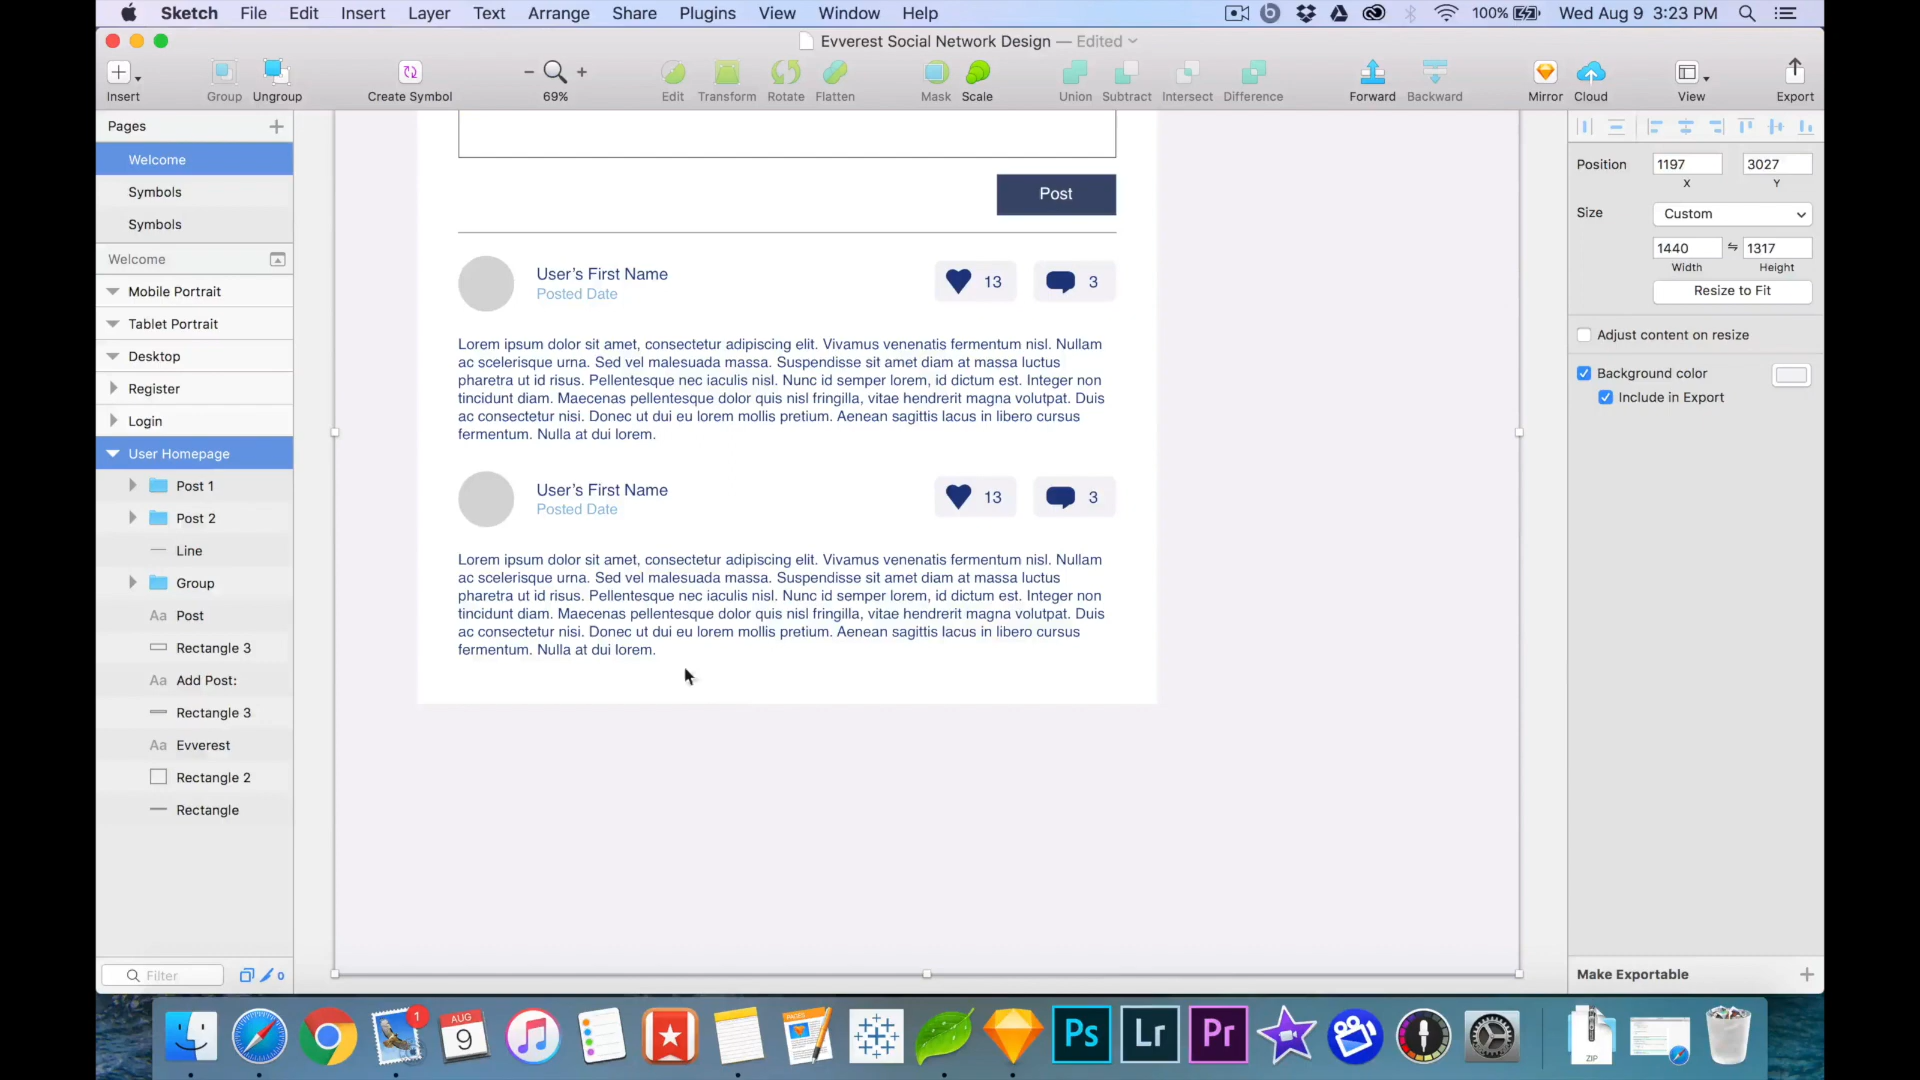 Sketch File Edit Insert Layer Text Arrange Share Plugins View Window Help
100% Wed Aug 9 3:23 PM
Evverest Social Network Design — Edited
Insert Group Ungroup Create Symbol 69% Edit Transform Rotate Flatten Mask Scale Union Subtract Intersect Difference Forward Backward Mirror Cloud View Export
Pages
Welcome
Symbols
Symbols
Welcome
Mobile Portrait
Tablet Portrait
Desktop
Register
Login
User Homepage
Post 1
Post 2
Line
Group
Aa Post
Rectangle 3
Aa Add Post:
Rectangle 3
Aa Evverest
Rectangle 2
Rectangle
Filter
0
Post
User's First Name
Posted Date
13
3
Lorem ipsum dolor sit amet, consectetur adipiscing elit. Vivamus venenatis fermentum nisl. Nullam
ac scelerisque urna. Sed vel malesuada massa. Suspendisse sit amet diam at massa luctus
pharetra ut id risus. Pellentesque nec iaculis nisl. Nunc id semper lorem, id dictum est. Integer non
tincidunt diam. Maecenas pellentesque dolor quis nisl fringilla, vitae hendrerit magna volutpat. Duis
ac consectetur nisi. Donec ut dui eu lorem mollis pretium. Aenean sagittis lacus in libero cursus
fermentum. Nulla at dui lorem.
User's First Name
Posted Date
13
3
Lorem ipsum dolor sit amet, consectetur adipiscing elit. Vivamus venenatis fermentum nisl. Nullam
ac scelerisque urna. Sed vel malesuada massa. Suspendisse sit amet diam at massa luctus
pharetra ut id risus. Pellentesque nec iaculis nisl. Nunc id semper lorem, id dictum est. Integer non
tincidunt diam. Maecenas pellentesque dolor quis nisl fringilla, vitae hendrerit magna volutpat. Duis
ac consectetur nisi. Donec ut dui eu lorem mollis pretium. Aenean sagittis lacus in libero cursus
fermentum. Nulla at dui lorem.
Position 1197 3027
X Y
Size Custom
1440 1317
Width Height
Resize to Fit
Adjust content on resize
Background color
Include in Export
Make Exportable
1
AUG
9
PAGES
Ps
Lr
Pr
ZIP